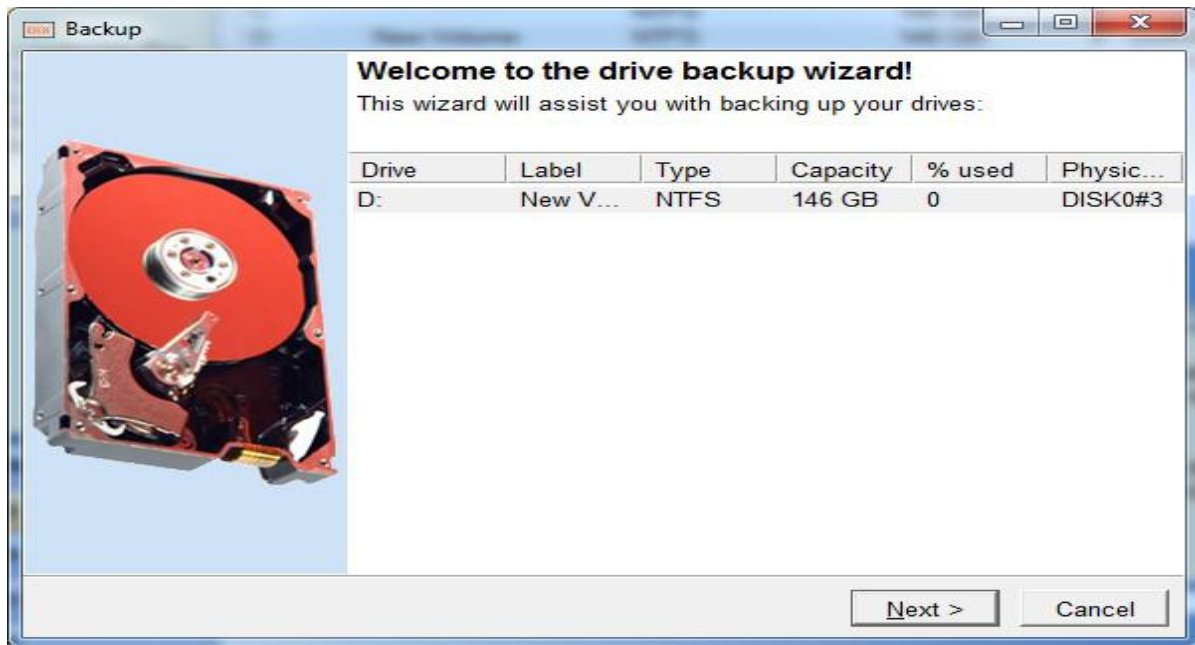 Backup
Welcome to the drive backup wizard!
This wizard will assist you with backing up your drives:
Drive Label Type Capacity % used Physic...
D: New V... NTFS 146 GB 0 DISK0#3
Next > Cancel